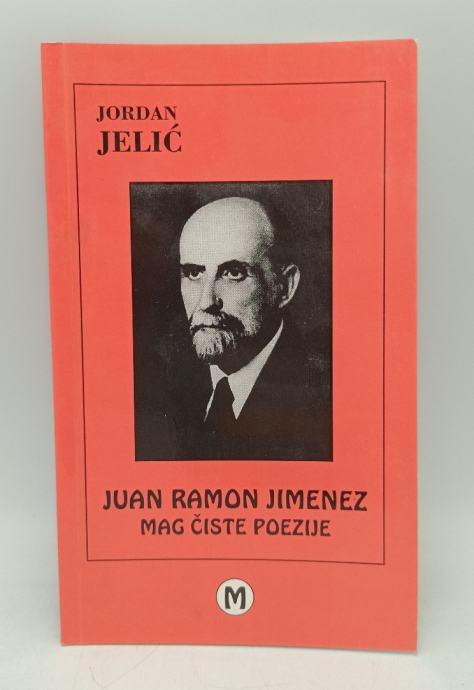 JORDAN
JELIĆ
JUAN RAMON JIMENEZ
MAG ČISTE POEZIJE
M